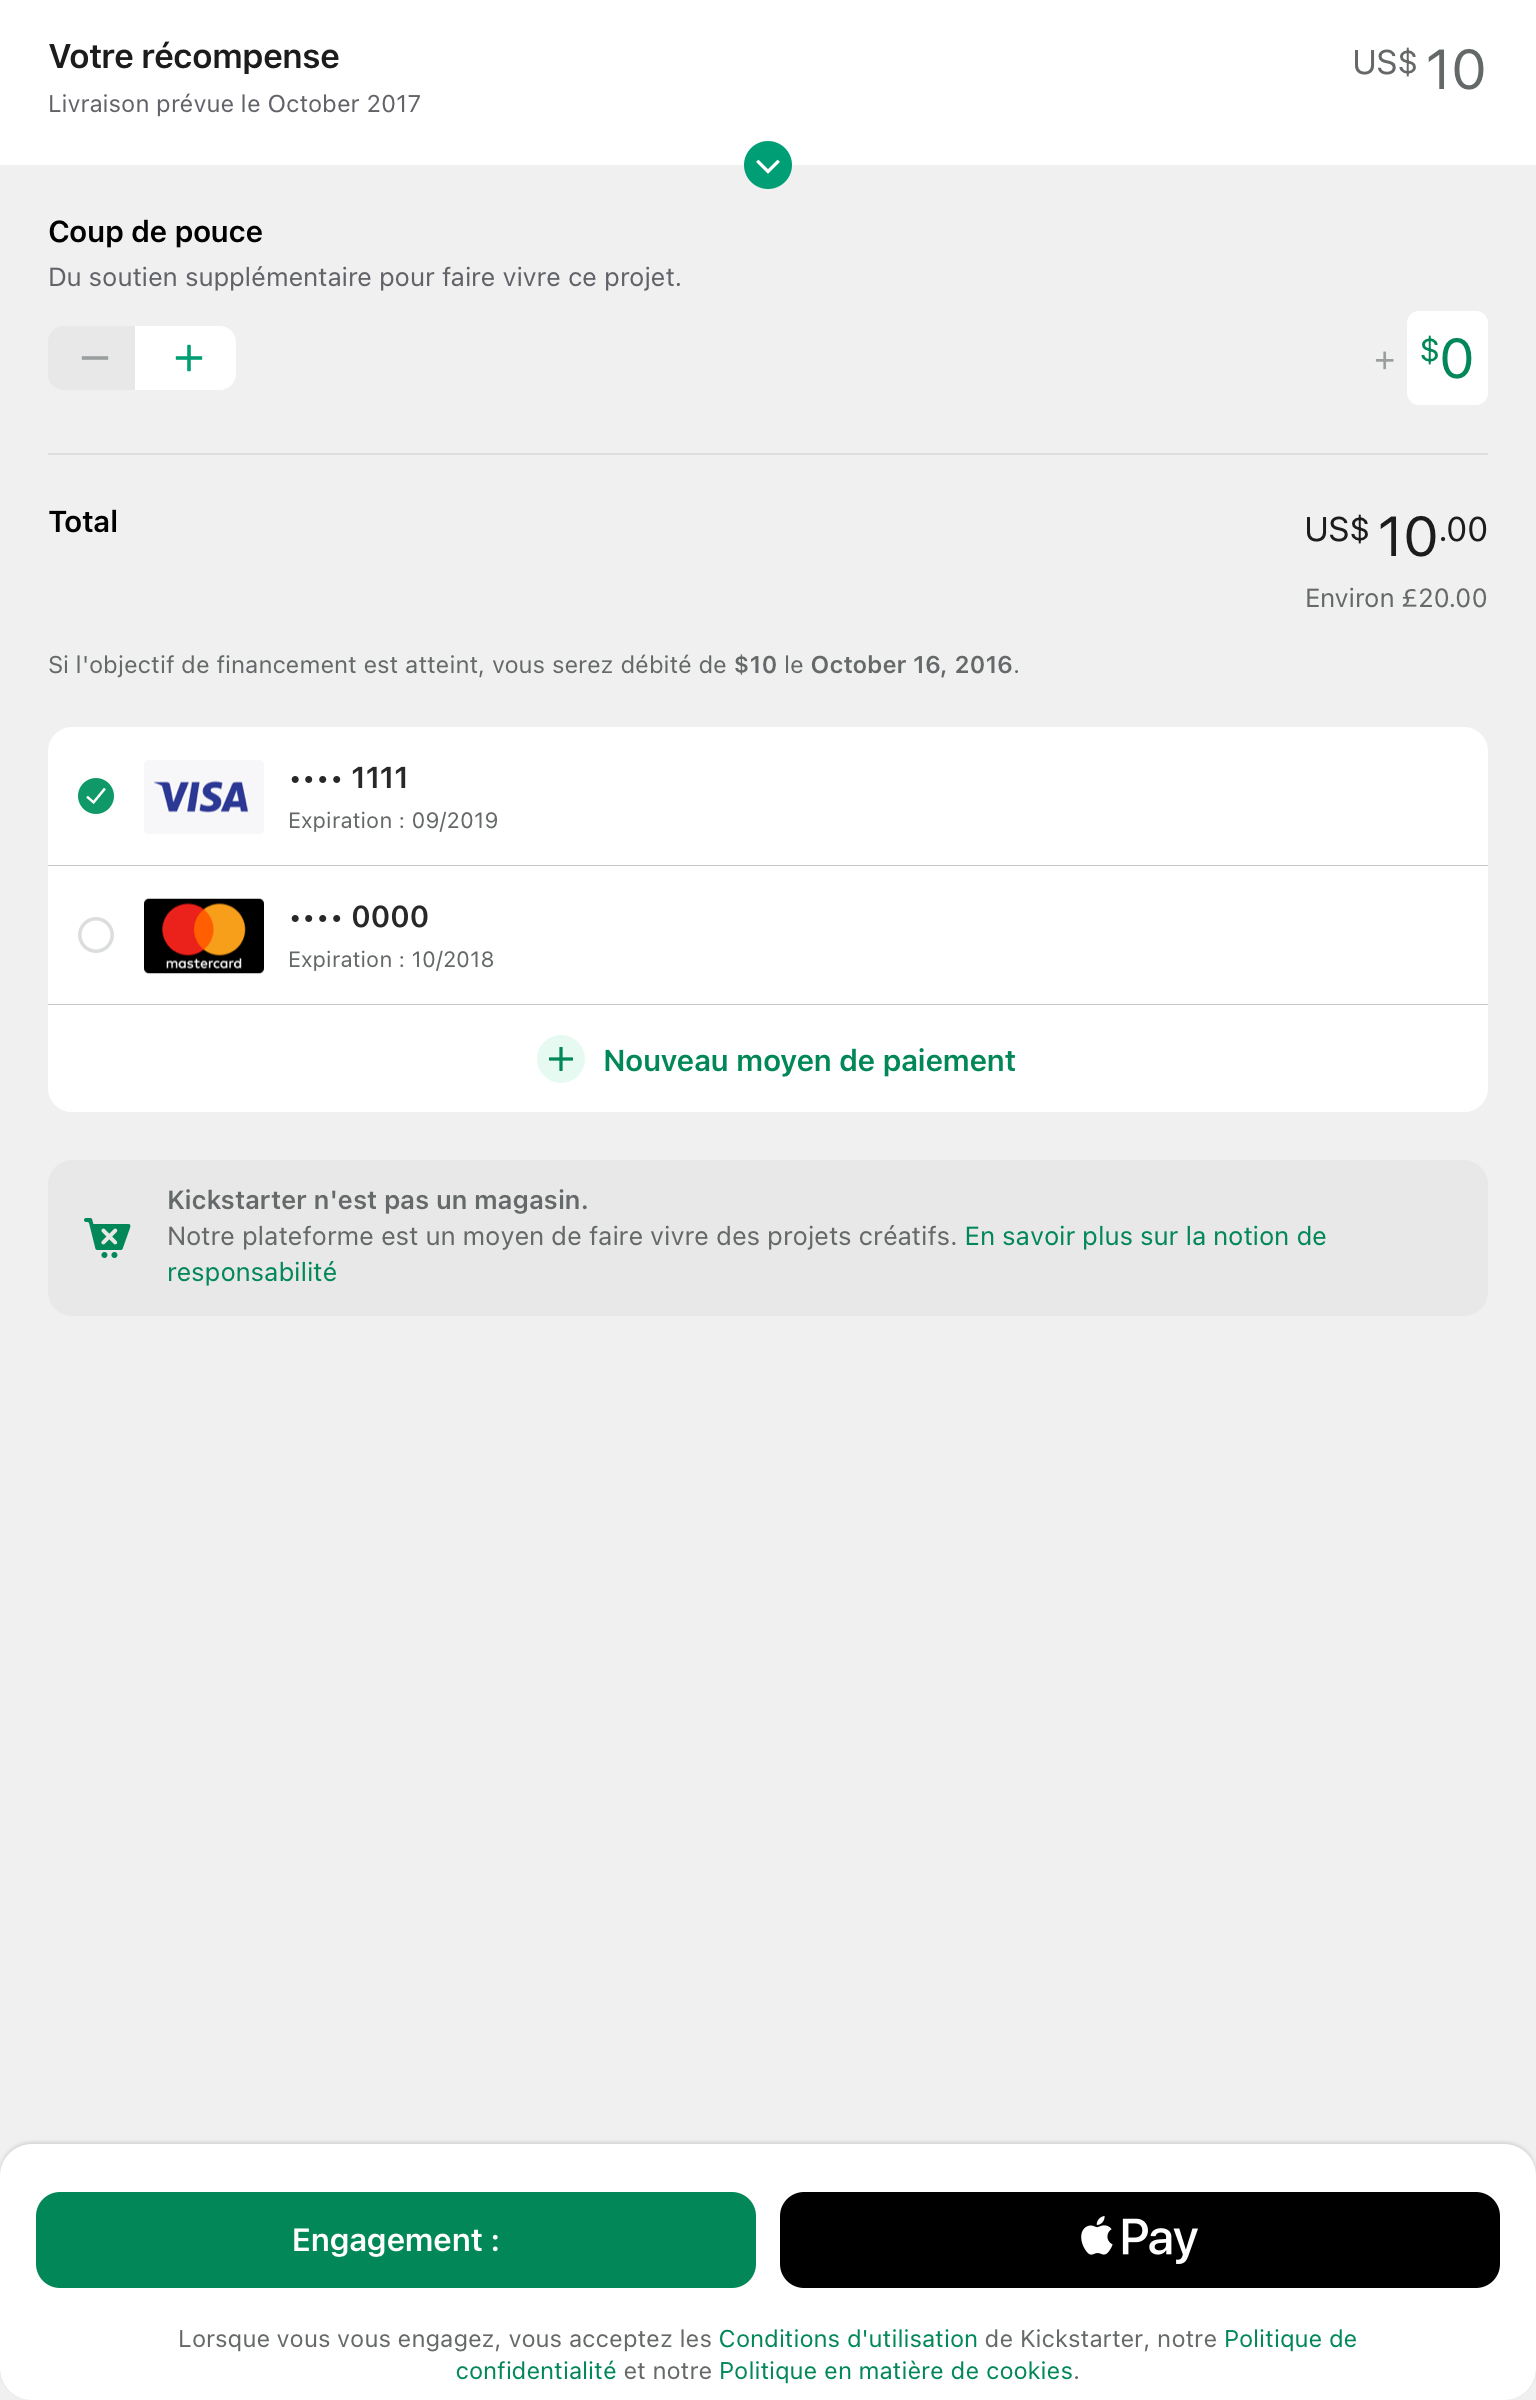 Votre récompense
US$ 10
Livraison prévue le October 2017
Coup de pouce
Du soutien supplémentaire pour faire vivre ce projet.
− +
+ $0
Total
US$ 10.00
Environ £20.00
Si l'objectif de financement est atteint, vous serez débité de $10 le October 16, 2016.
VISA
•••• 1111
Expiration : 09/2019
mastercard
•••• 0000
Expiration : 10/2018
+ Nouveau moyen de paiement
Kickstarter n'est pas un magasin.
Notre plateforme est un moyen de faire vivre des projets créatifs. En savoir plus sur la notion de
responsabilité
Engagement :
Pay
Lorsque vous vous engagez, vous acceptez les Conditions d'utilisation de Kickstarter, notre Politique de
confidentialité et notre Politique en matière de cookies.